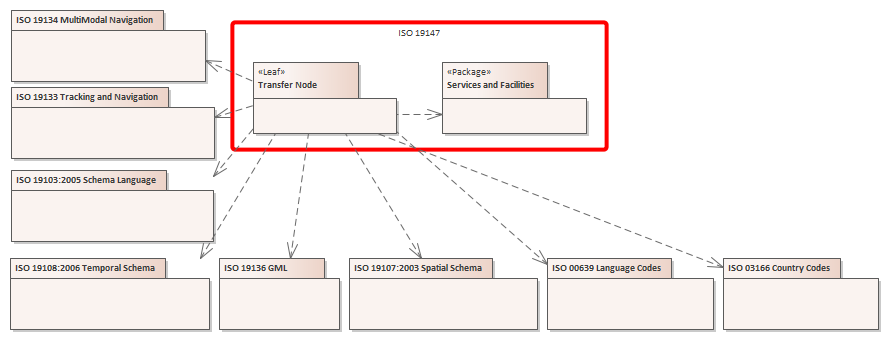 ISO 19134 MultiModal Navigation
ISO 19147
«Leaf»
Transfer Node
«Package»
Services and Facilities
ISO 19133 Tracking and Navigation
ISO 19103:2005 Schema Language
ISO 19108:2006 Temporal Schema
ISO 19136 GML
ISO 19107:2003 Spatial Schema
ISO 00639 Language Codes
ISO 03166 Country Codes